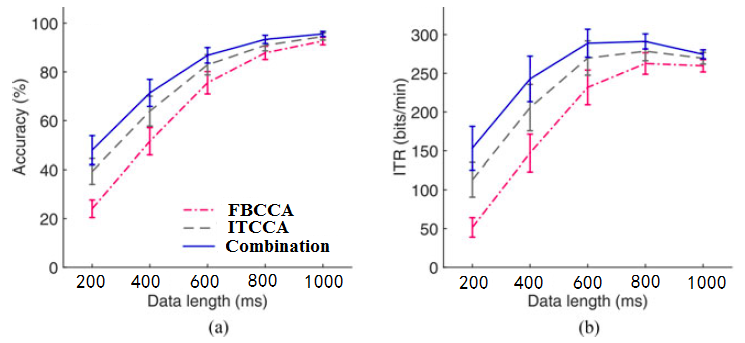 100
80
60
40
20
0
Accuracy (%)
FBCCA
ITCCA
Combination
200 400 600 800 1000
Data length (ms)
(a)
300
250
200
150
100
50
0
ITR (bits/min)
200 400 600 800 1000
Data length (ms)
(b)